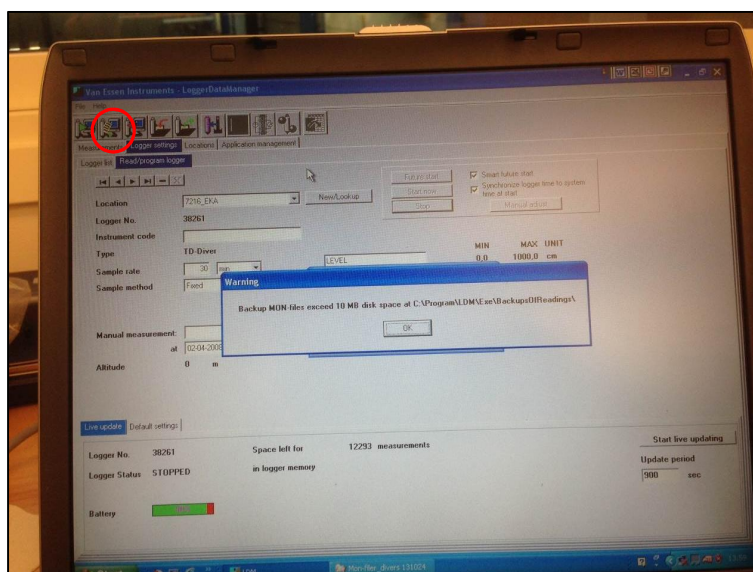 Van Essen Instruments - LoggerDataManager
File Help
Measurements Logger settings Locations Application management
Logger list Read/program logger
Location 7216_EKA New/Lookup
Future start
Start now
Stop
Smart future start
Synchronize logger time to system time at start
Manual adjust
Logger No. 38261
Instrument code
Type TD-Diver
LEVEL
MIN MAX UNIT
0,0 1000,0 cm
Sample rate 30 min
Sample method Fixed
Warning
Backup MON-files exceed 10 MB disk space at C:\Program\LDM\Exe\BackupsOfReadings\
OK
Manual measurement:
at 02-04-2008
Altitude 0 m
Live update Default settings
Logger No. 38261
Space left for 12293 measurements
in logger memory
Logger Status STOPPED
Battery
Start live updating
Update period
900 sec
LDM
Mon-filer_divers 131024